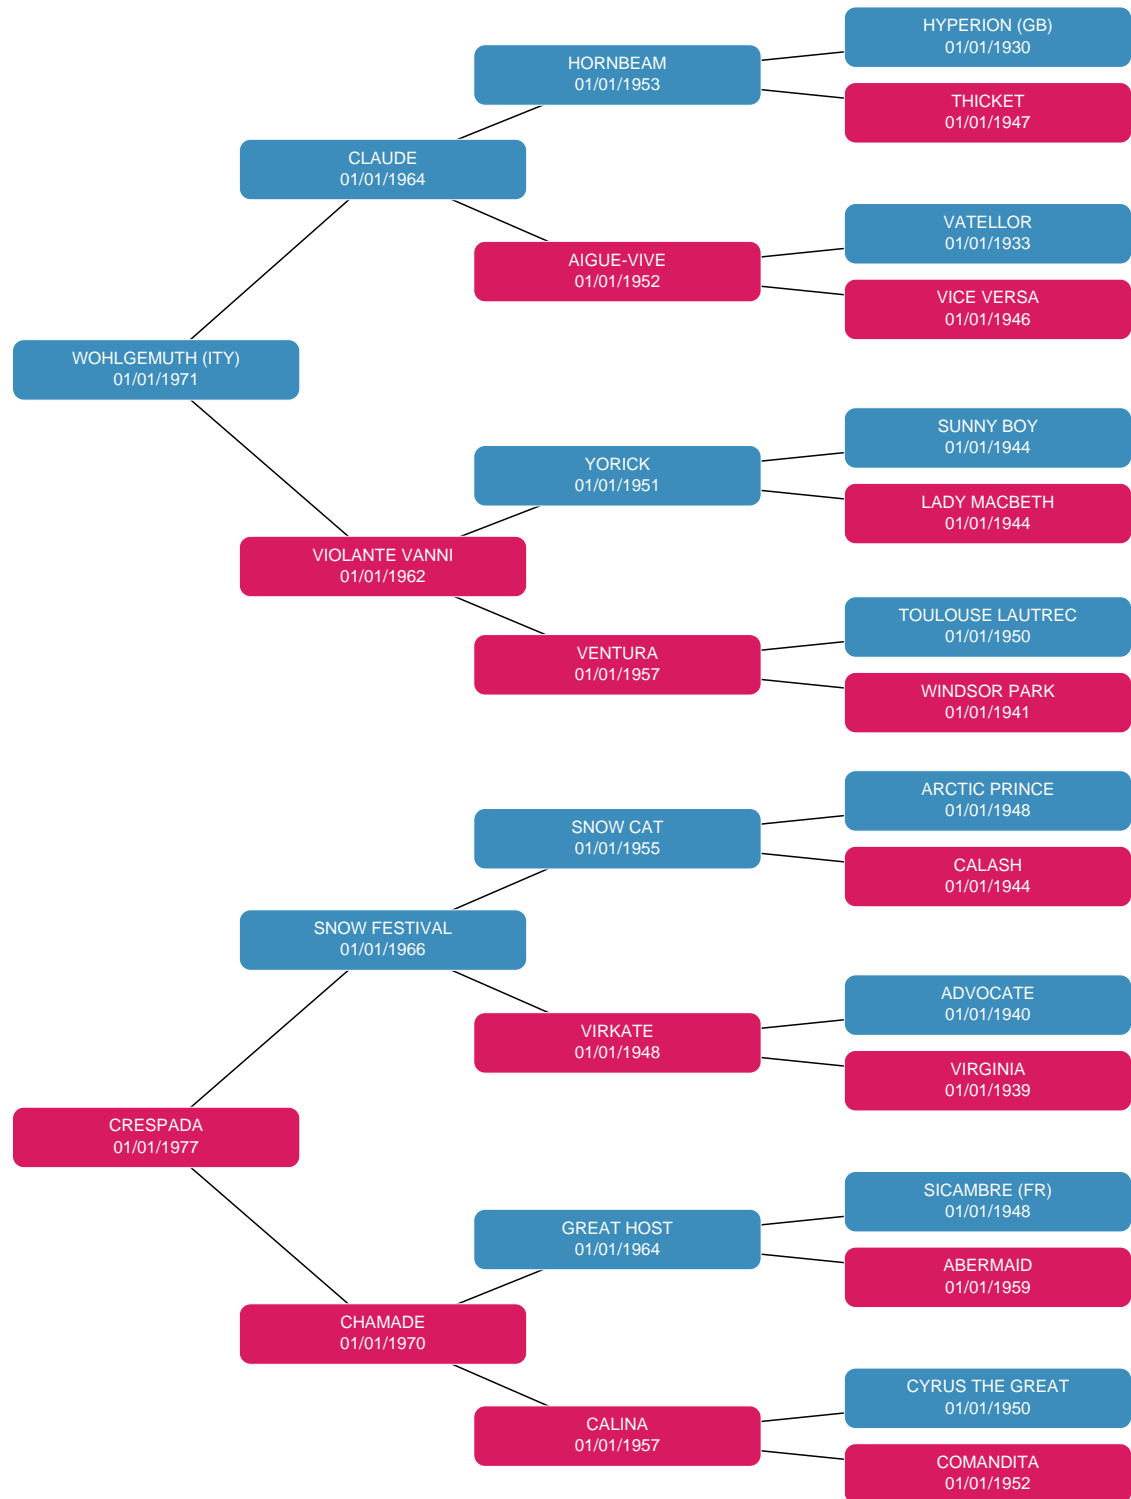 HYPERION (GB)
01/01/1930
HORNBEAM
01/01/1953
THICKET
01/01/1947
CLAUDE
01/01/1964
VATELLOR
01/01/1933
AIGUE-VIVE
01/01/1952
VICE VERSA
01/01/1946
WOHLGEMUTH (ITY)
01/01/1971
SUNNY BOY
01/01/1944
YORICK
01/01/1951
LADY MACBETH
01/01/1944
VIOLANTE VANNI
01/01/1962
TOULOUSE LAUTREC
01/01/1950
VENTURA
01/01/1957
WINDSOR PARK
01/01/1941
ARCTIC PRINCE
01/01/1948
SNOW CAT
01/01/1955
CALASH
01/01/1944
SNOW FESTIVAL
01/01/1966
ADVOCATE
01/01/1940
VIRKATE
01/01/1948
VIRGINIA
01/01/1939
CRESPADA
01/01/1977
SICAMBRE (FR)
01/01/1948
GREAT HOST
01/01/1964
ABERMAID
01/01/1959
CHAMADE
01/01/1970
CYRUS THE GREAT
01/01/1950
CALINA
01/01/1957
COMANDITA
01/01/1952